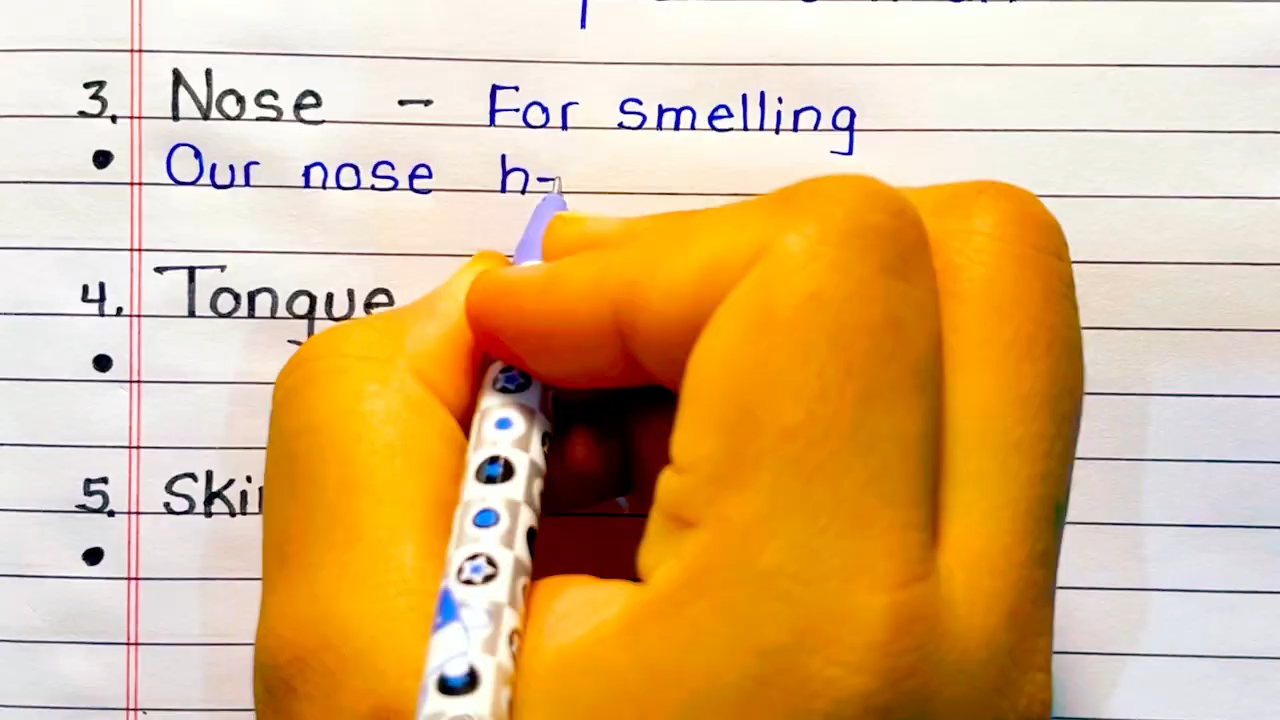 3. Nose - For smelling
• Our nose h
4. Tongue
•
5. Ski
•